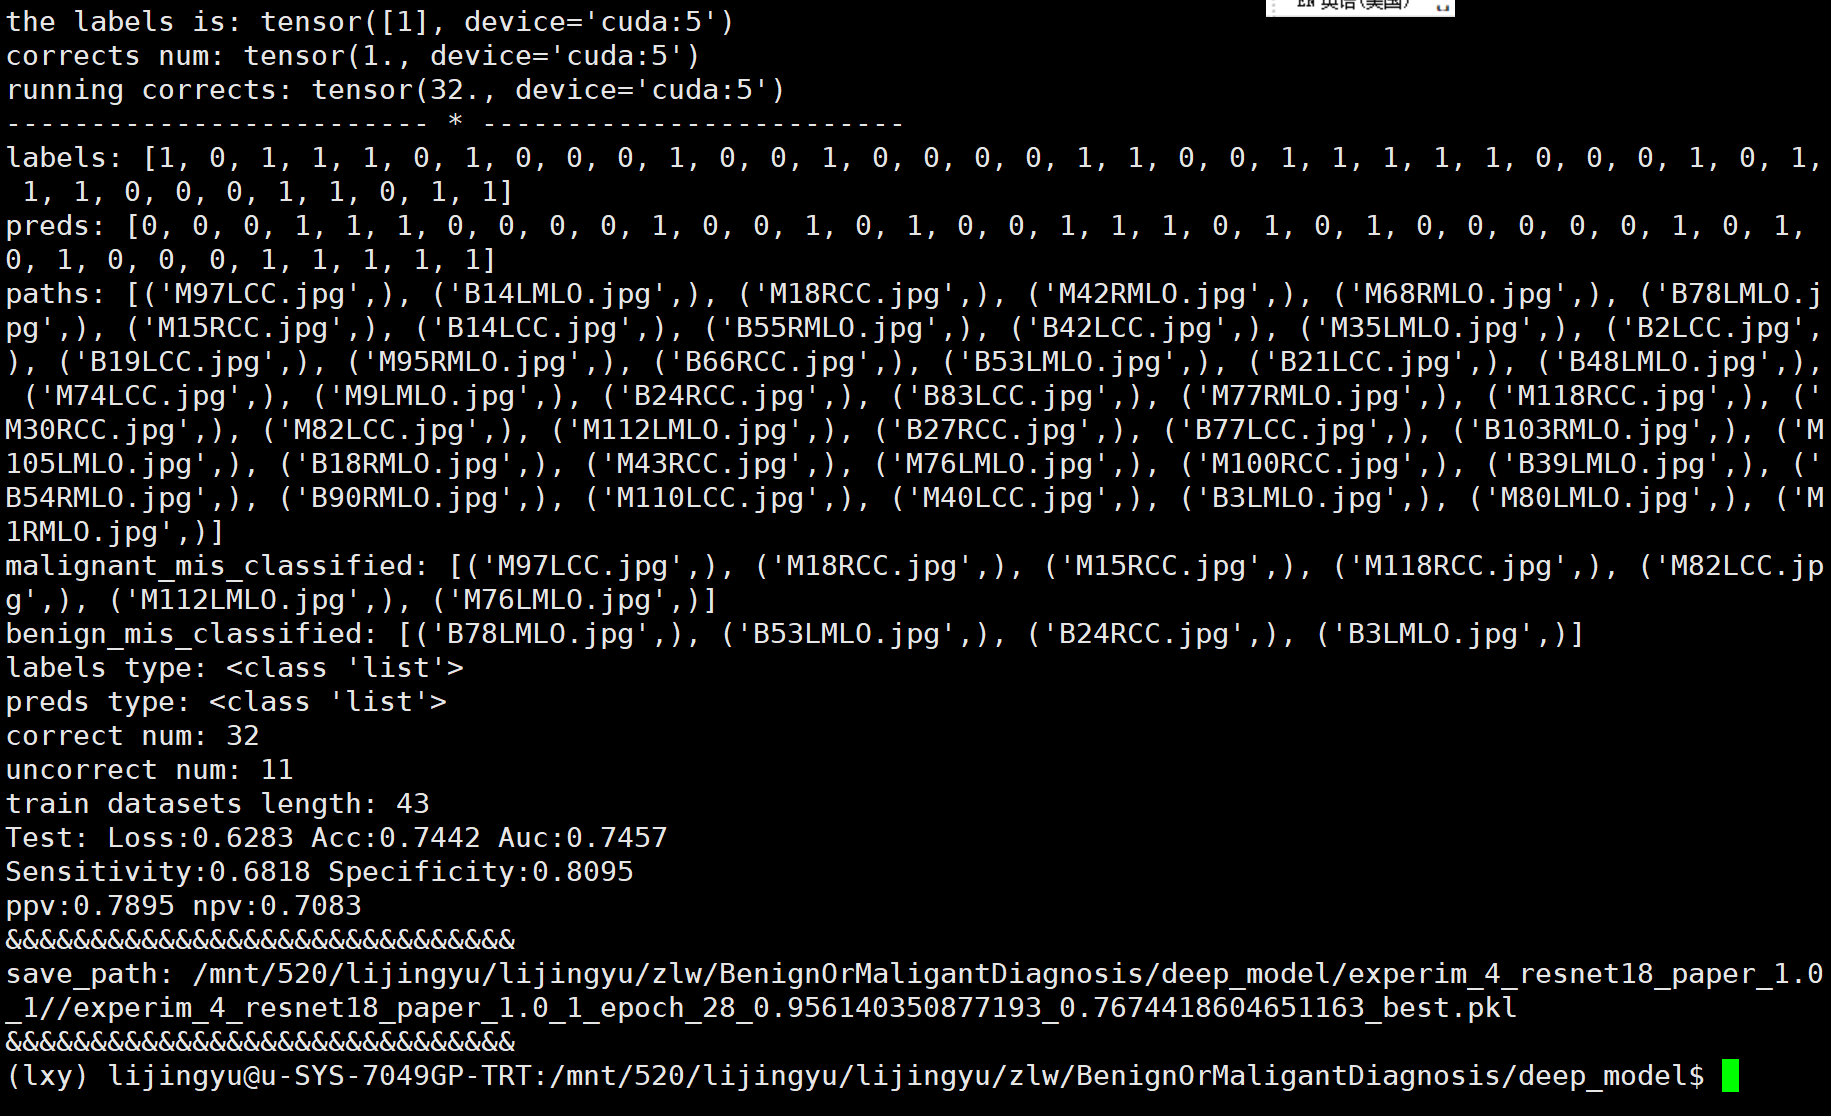 EN 英语(美国)
the labels is: tensor([1], device='cuda:5')
corrects num: tensor(1., device='cuda:5')
running corrects: tensor(32., device='cuda:5')
------------------------- * -------------------------
labels: [1, 0, 1, 1, 1, 0, 1, 0, 0, 0, 1, 0, 0, 1, 0, 0, 0, 0, 1, 1, 0, 0, 1, 1, 1, 1, 1, 0, 0, 0, 1, 0, 1,
 1, 1, 0, 0, 0, 1, 1, 0, 1, 1]
preds: [0, 0, 0, 1, 1, 1, 0, 0, 0, 0, 1, 0, 0, 1, 0, 1, 0, 0, 1, 1, 1, 0, 1, 0, 1, 0, 0, 0, 0, 0, 1, 0, 1,
0, 1, 0, 0, 0, 1, 1, 1, 1, 1]
paths: [('M97LCC.jpg',), ('B14LMLO.jpg',), ('M18RCC.jpg',), ('M42RMLO.jpg',), ('M68RMLO.jpg',), ('B78LMLO.j
pg',), ('M15RCC.jpg',), ('B14LCC.jpg',), ('B55RMLO.jpg',), ('B42LCC.jpg',), ('M35LMLO.jpg',), ('B2LCC.jpg',
), ('B19LCC.jpg',), ('M95RMLO.jpg',), ('B66RCC.jpg',), ('B53LMLO.jpg',), ('B21LCC.jpg',), ('B48LMLO.jpg',),
 ('M74LCC.jpg',), ('M9LMLO.jpg',), ('B24RCC.jpg',), ('B83LCC.jpg',), ('M77RMLO.jpg',), ('M118RCC.jpg',), ('
M30RCC.jpg',), ('M82LCC.jpg',), ('M112LMLO.jpg',), ('B27RCC.jpg',), ('B77LCC.jpg',), ('B103RMLO.jpg',), ('M
105LMLO.jpg',), ('B18RMLO.jpg',), ('M43RCC.jpg',), ('M76LMLO.jpg',), ('M100RCC.jpg',), ('B39LMLO.jpg',), ('
B54RMLO.jpg',), ('B90RMLO.jpg',), ('M110LCC.jpg',), ('M40LCC.jpg',), ('B3LMLO.jpg',), ('M80LMLO.jpg',), ('M
1RMLO.jpg',)]
malignant_mis_classified: [('M97LCC.jpg',), ('M18RCC.jpg',), ('M15RCC.jpg',), ('M118RCC.jpg',), ('M82LCC.jp
g',), ('M112LMLO.jpg',), ('M76LMLO.jpg',)]
benign_mis_classified: [('B78LMLO.jpg',), ('B53LMLO.jpg',), ('B24RCC.jpg',), ('B3LMLO.jpg',)]
labels type: <class 'list'>
preds type: <class 'list'>
correct num: 32
uncorrect num: 11
train datasets length: 43
Test: Loss:0.6283 Acc:0.7442 Auc:0.7457
Sensitivity:0.6818 Specificity:0.8095
ppv:0.7895 npv:0.7083
&&&&&&&&&&&&&&&&&&&&&&&&&&&&&&
save_path: /mnt/520/lijingyu/lijingyu/zlw/BenignOrMaligantDiagnosis/deep_model/experim_4_resnet18_paper_1.0
_1//experim_4_resnet18_paper_1.0_1_epoch_28_0.956140350877193_0.7674418604651163_best.pkl
&&&&&&&&&&&&&&&&&&&&&&&&&&&&&&
(lxy) lijingyu@u-SYS-7049GP-TRT:/mnt/520/lijingyu/lijingyu/zlw/BenignOrMaligantDiagnosis/deep_model$